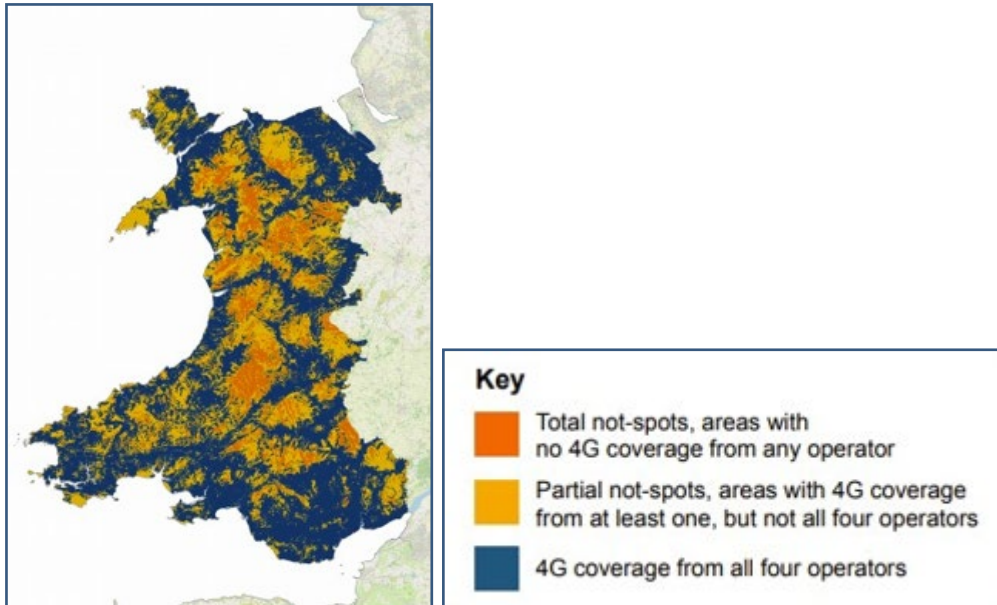 Key
Total not-spots, areas with
no 4G coverage from any operator
Partial not-spots, areas with 4G coverage
from at least one, but not all four operators
4G coverage from all four operators